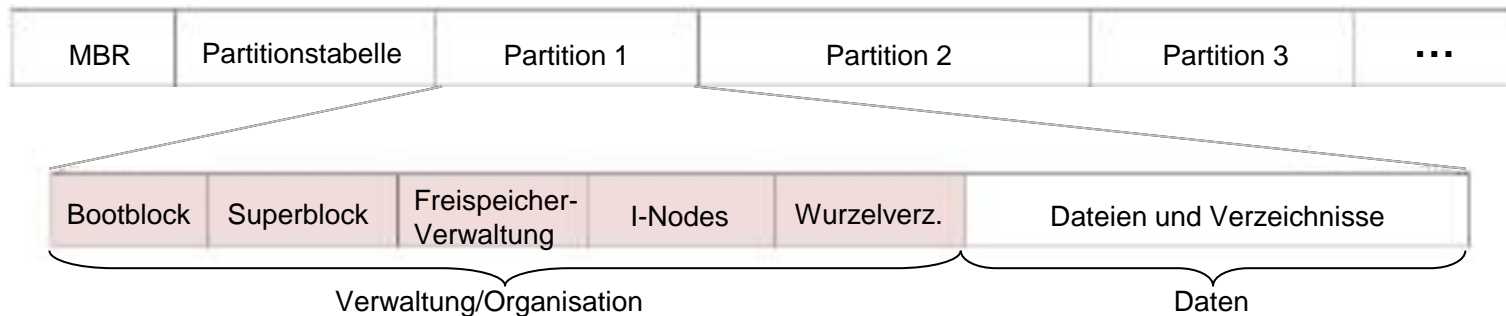 MBR Partitionstabelle Partition 1 Partition 2 Partition 3 ...
Bootblock Superblock Freispeicher-
Verwaltung I-Nodes Wurzelverz. Dateien und Verzeichnisse
Verwaltung/Organisation Daten